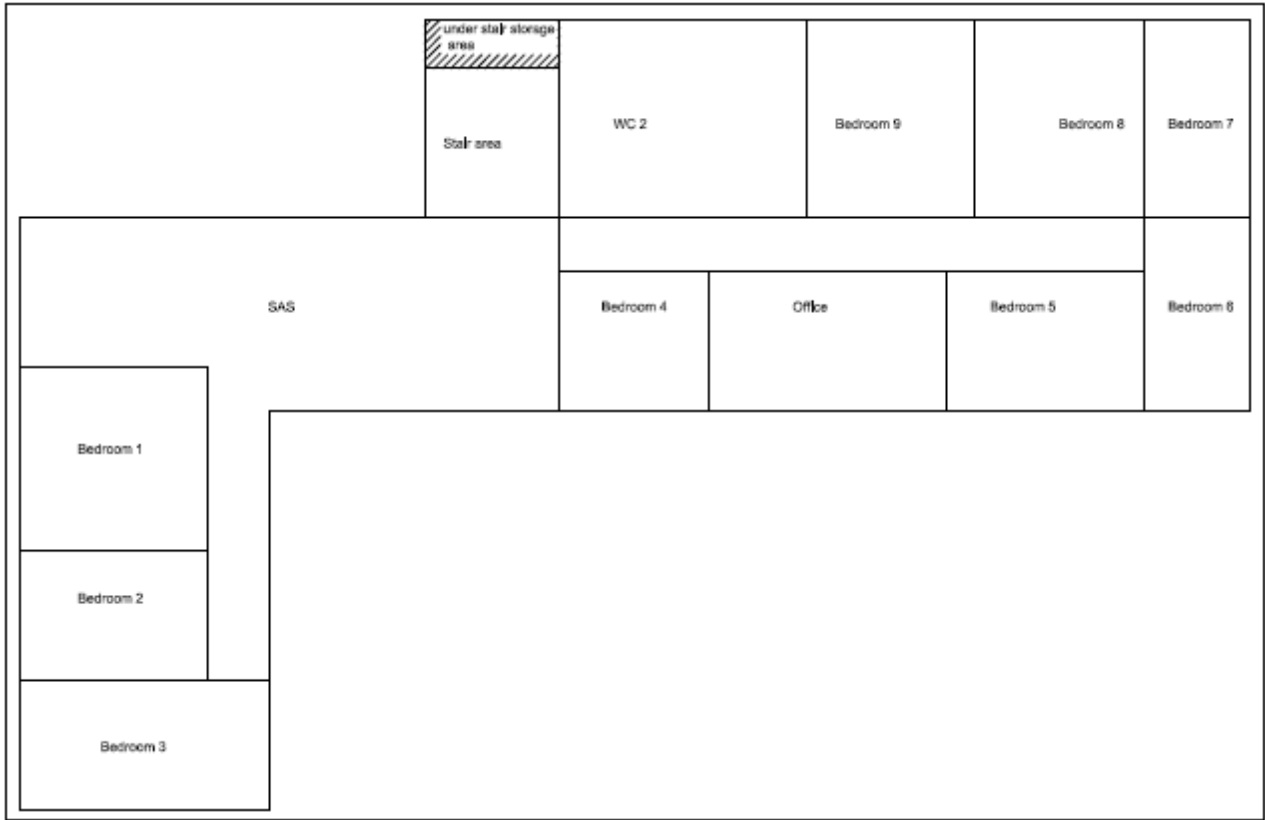 under stair storage
area
Stair area
WC 2
Bedroom 9
Bedroom 8
Bedroom 7
SAS
Bedroom 4
Office
Bedroom 5
Bedroom 6
Bedroom 1
Bedroom 2
Bedroom 3